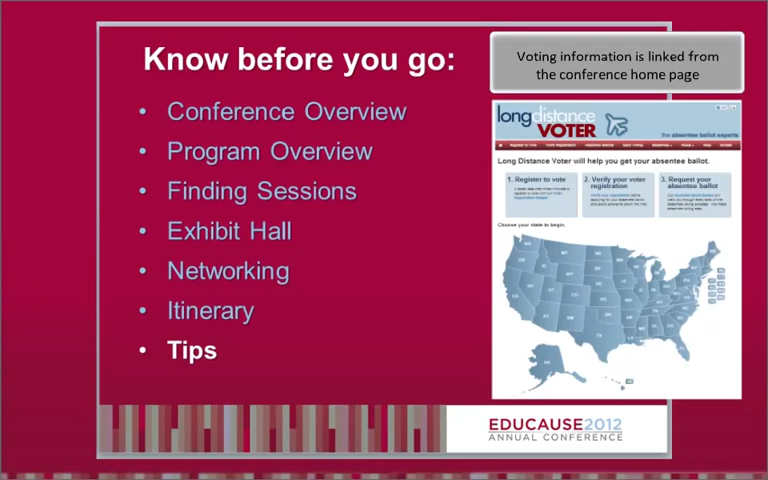 Know before you go:
• Conference Overview
• Program Overview
• Finding Sessions
• Exhibit Hall
• Networking
• Itinerary
• Tips
Voting information is linked from
the conference home page
long distance
VOTER
the absentee ballot experts
Long Distance Voter will help you get your absentee ballot.
1. Register to vote
2. Verify your voter
registration
3. Request your
absentee ballot
Choose your state to begin.
EDUCAUSE 2012
ANNUAL CONFERENCE